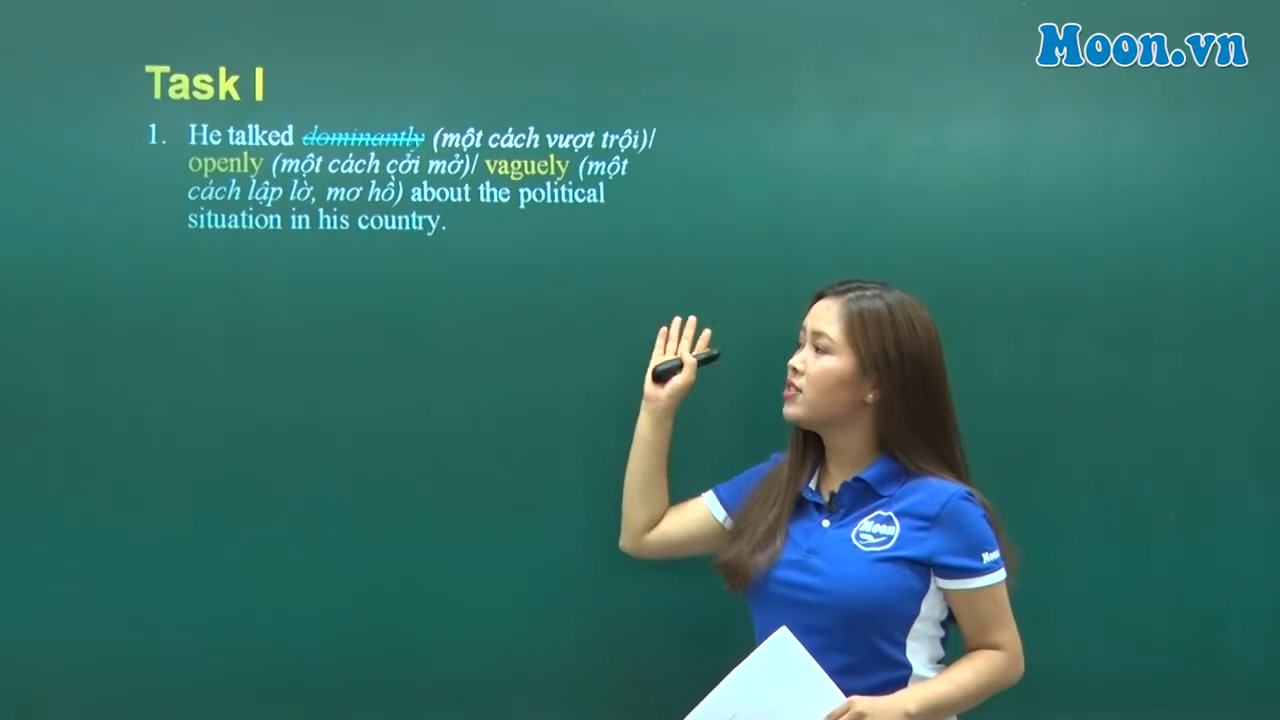 Moon.vn
Task I
1. He talked dominantly (một cách vượt trội)/
openly (một cách cởi mở)/ vaguely (một
cách lập lờ, mơ hồ) about the political
situation in his country.
Moon